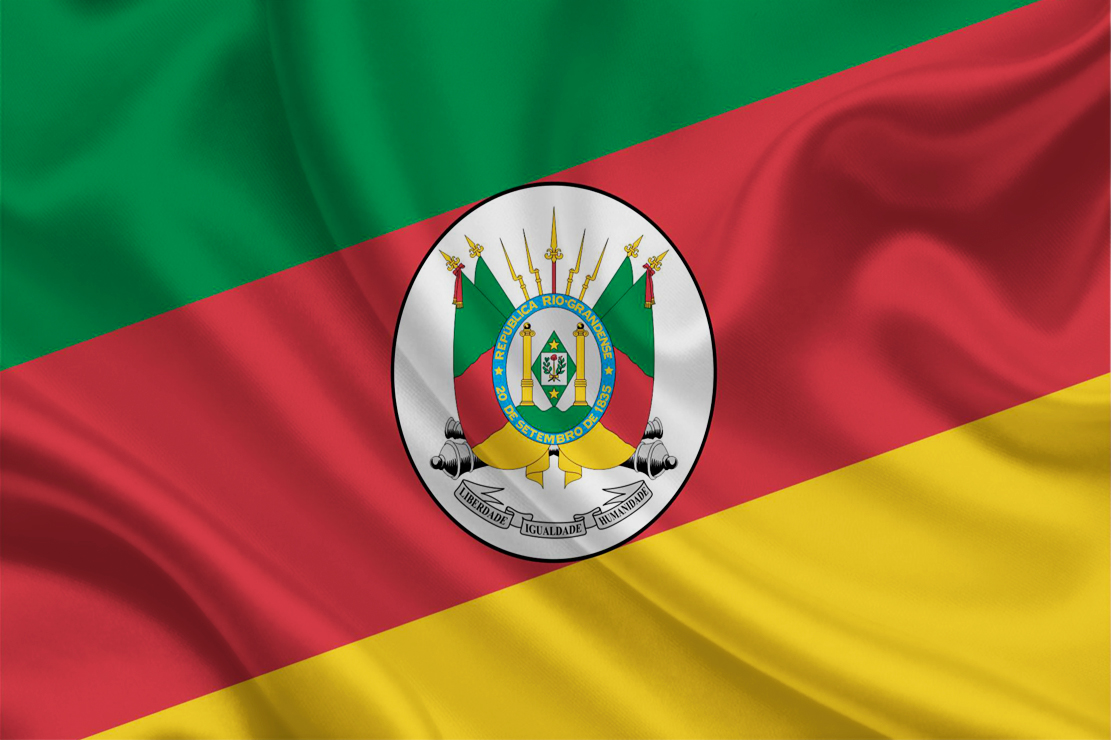 REPÚBLICA RIO-GRANDENSE
20 DE SETEMBRO DE 1835
LIBERDADE IGUALDADE HUMANIDADE